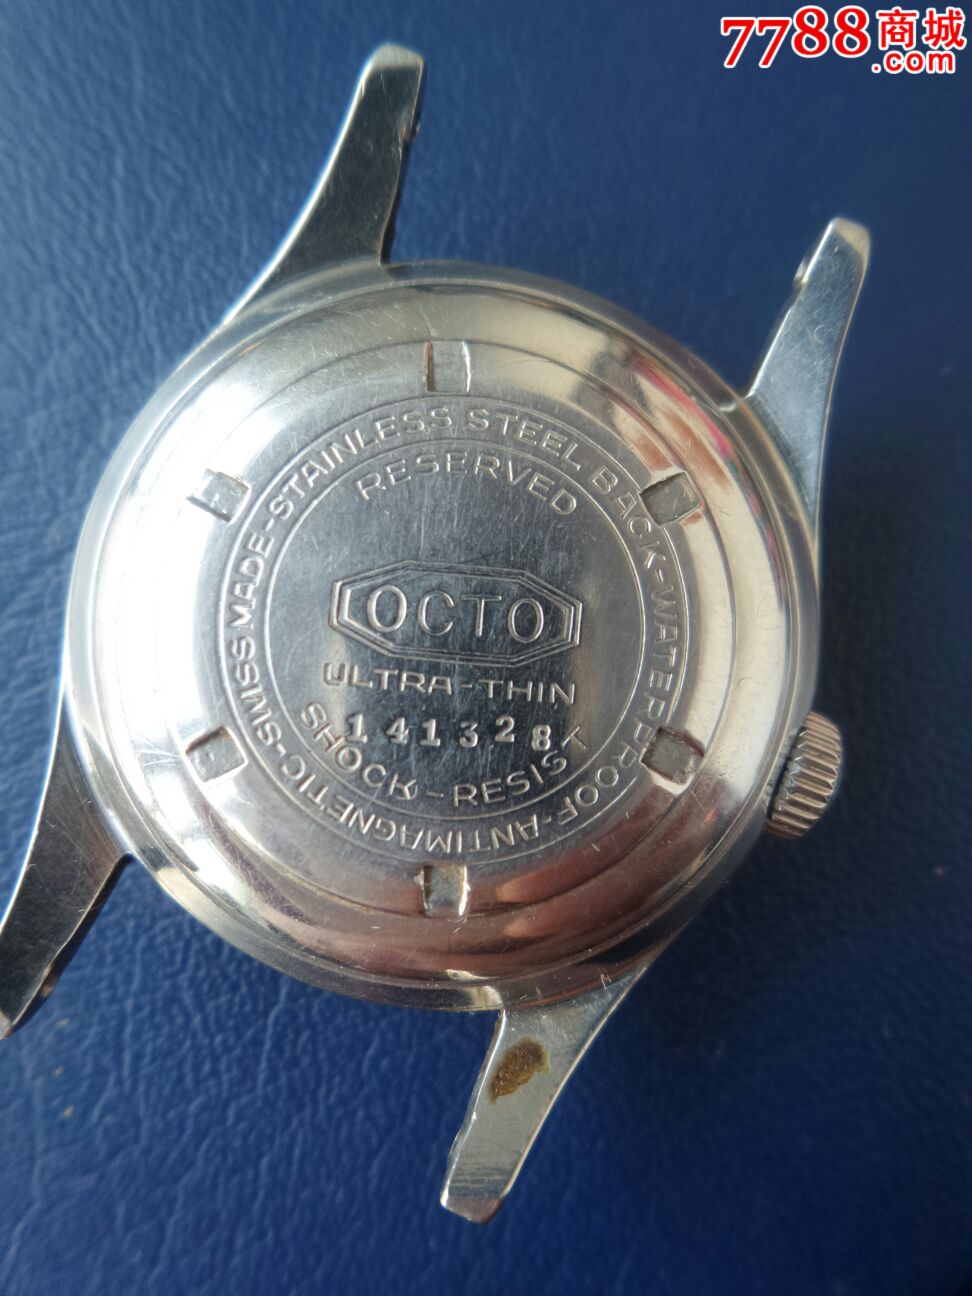 7788商城
.com
SWISS MADE-STAINLESS STEEL BACK-WATERPROOF-ANTIMAGNETIC-
RESERVED
OCTO
ULTRA-THIN
141328
SHOCK-RESIST